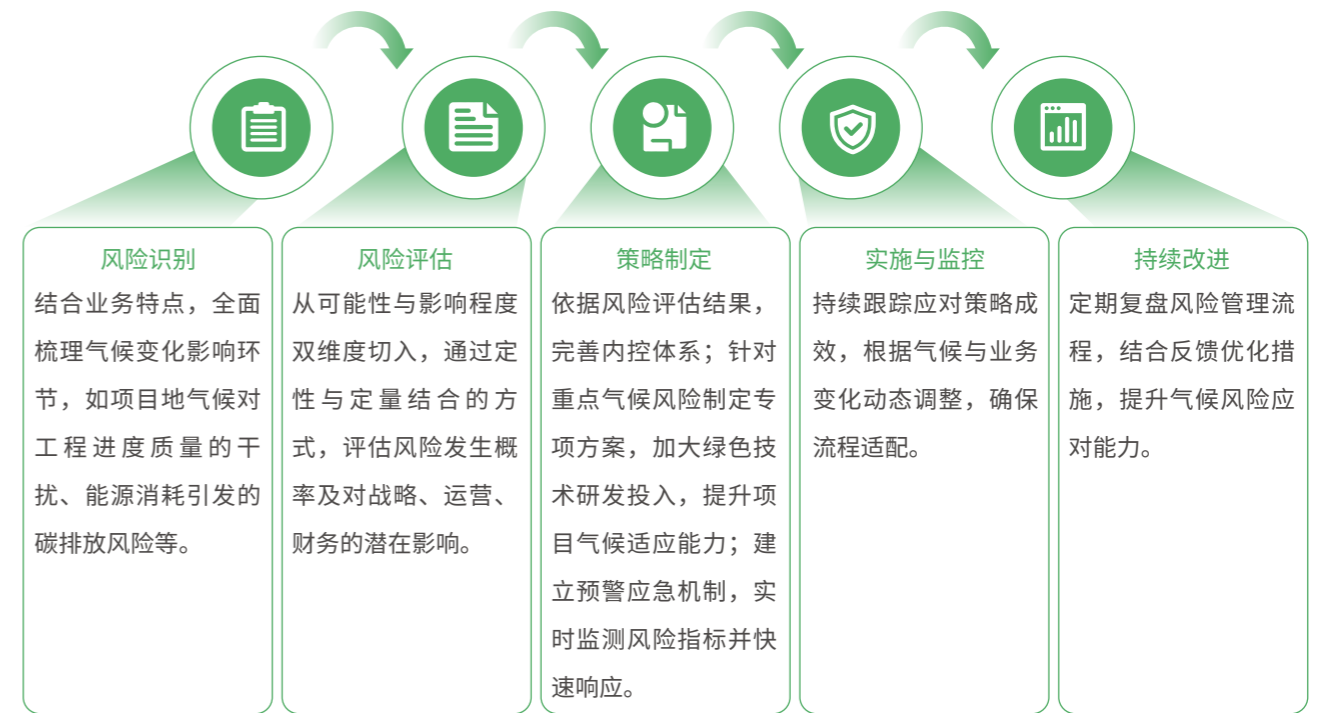 风险识别
结合业务特点，全面
梳理气候变化影响环
节，如项目地气候对
工程进度质量的干
扰、能源消耗引发的
碳排放风险等。
风险评估
从可能性与影响程度
双维度切入，通过定
性与定量结合的方
式，评估风险发生概
率及对战略、运营、
财务的潜在影响。
策略制定
依据风险评估结果，
完善内控体系；针对
重点气候风险制定专
项方案，加大绿色技
术研发投入，提升项
目气候适应能力；建
立预警应急机制，实
时监测风险指标并快
速响应。
实施与监控
持续跟踪应对策略成
效，根据气候与业务
变化动态调整，确保
流程适配。
持续改进
定期复盘风险管理流
程，结合反馈优化措
施，提升气候风险应
对能力。